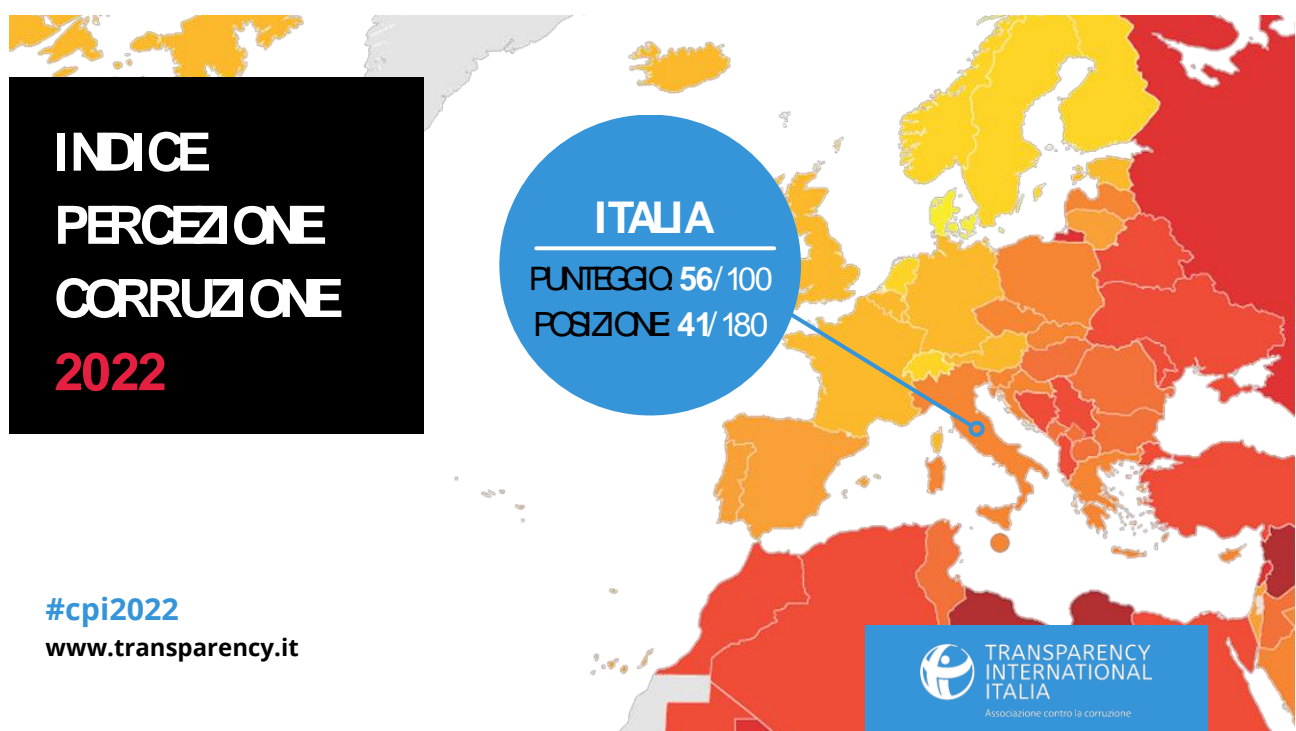 INDICE
PERCEZIONE
CORRUZIONE
2022
ITALIA
PUNTEGGIO: 56/100
POSIZIONE: 41/180
#cpi2022
www.transparency.it
TRANSPARENCY
INTERNATIONAL
ITALIA
Associazione contro la corruzione